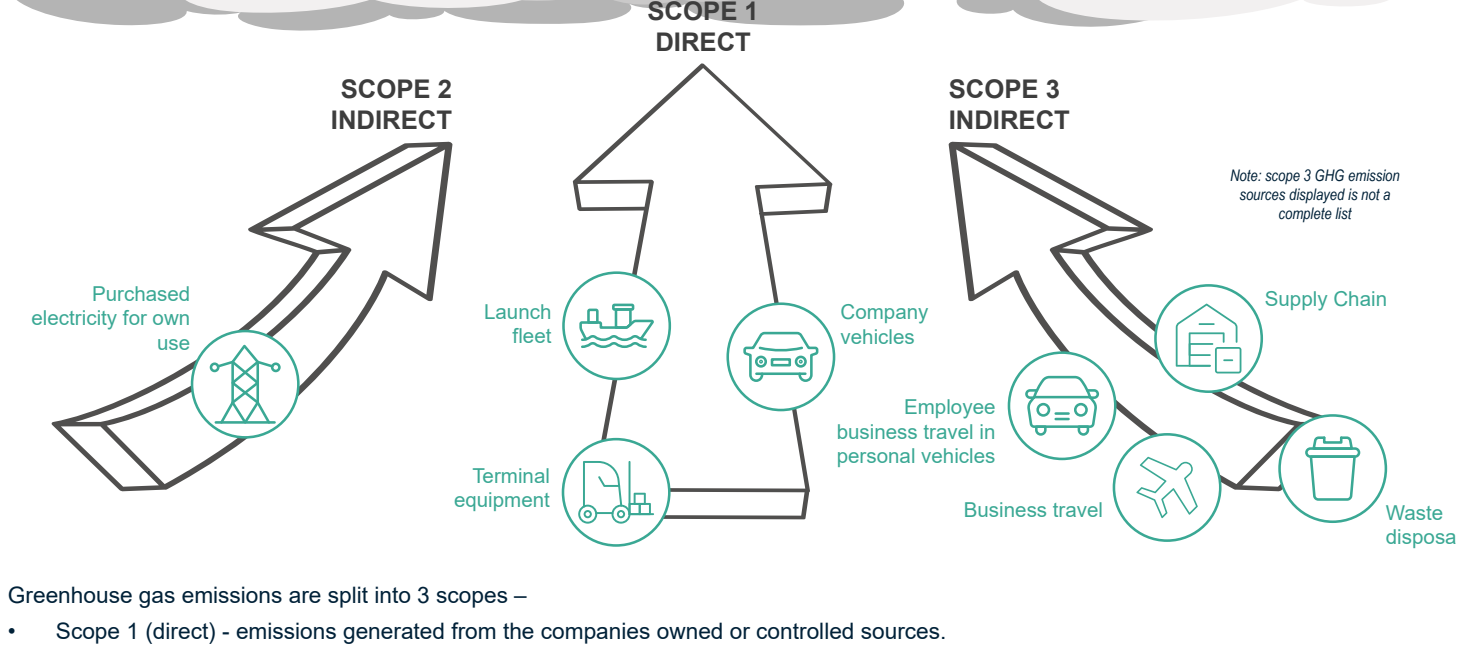 SCOPE 1
DIRECT
SCOPE 2
INDIRECT
SCOPE 3
INDIRECT
Note: scope 3 GHG emission
sources displayed is not a
complete list
Purchased
electricity for own
use
Launch
fleet
Company
vehicles
Supply Chain
Employee
business travel in
personal vehicles
Terminal
equipment
Business travel
Waste
disposa
Greenhouse gas emissions are split into 3 scopes –
• Scope 1 (direct) - emissions generated from the companies owned or controlled sources.